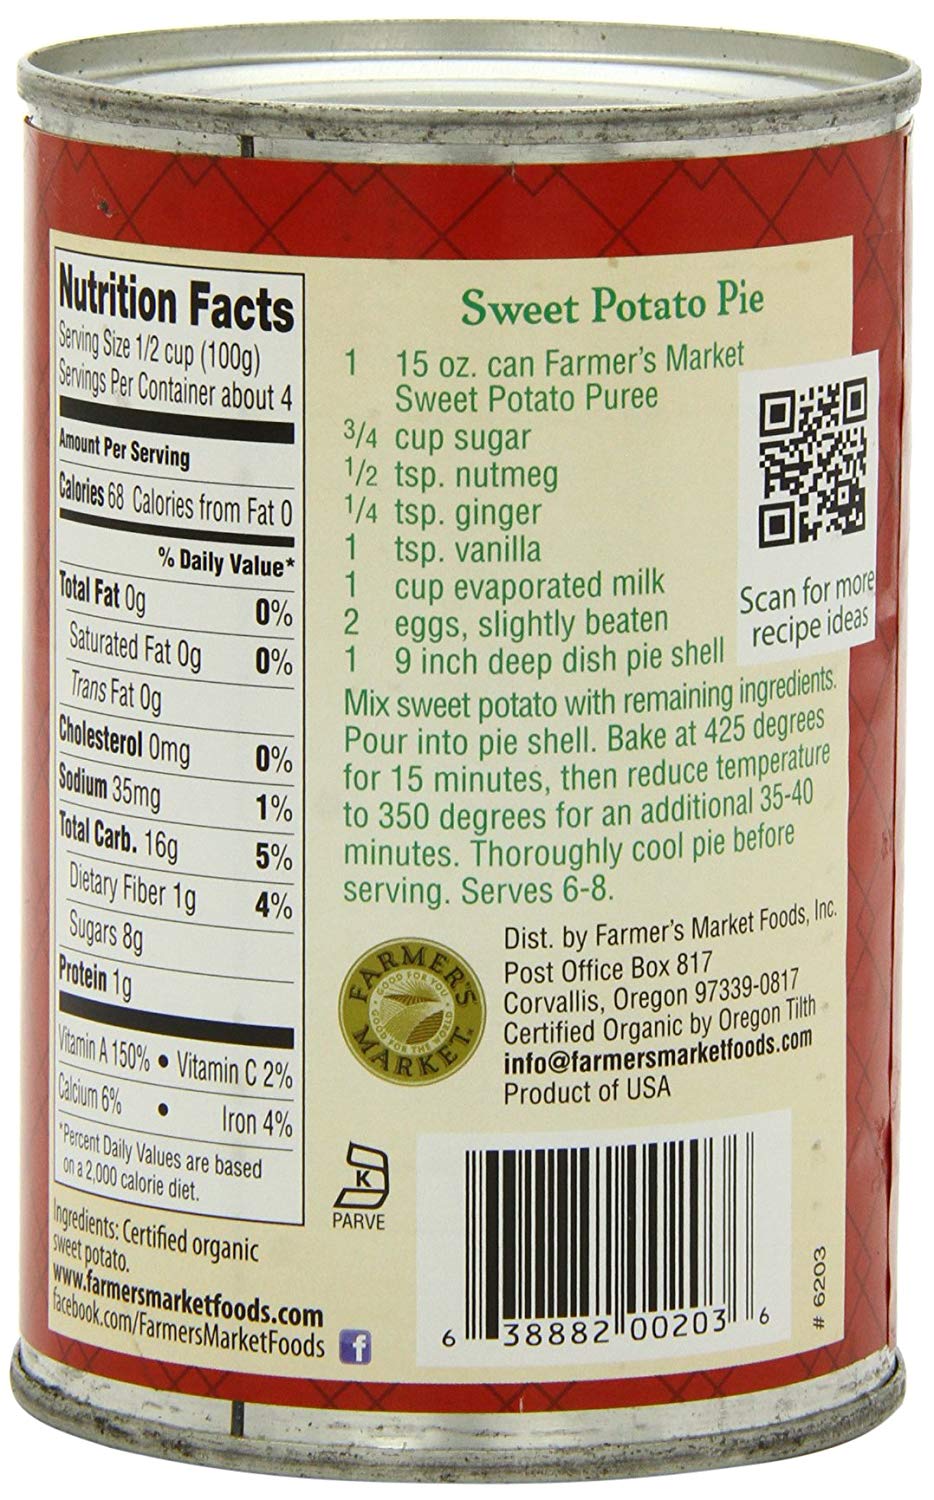 Nutrition Facts
Serving Size 1/2 cup (100g)
Servings Per Container about 4
Amount Per Serving
Calories 68 Calories from Fat 0
% Daily Value*
Total Fat 0g 0%
Saturated Fat 0g 0%
Trans Fat 0g
Cholesterol 0mg 0%
Sodium 35mg 1%
Total Carb. 16g 5%
Dietary Fiber 1g 4%
Sugars 8g
Protein 1g
Vitamin A 150% • Vitamin C 2%
Calcium 6% • Iron 4%
*Percent Daily Values are based
on a 2,000 calorie diet.
Ingredients: Certified organic
sweet potato.
www.farmersmarketfoods.com
facebook.com/FarmersMarketFoods f
Sweet Potato Pie
1 15 oz. can Farmer's Market
Sweet Potato Puree
3/4 cup sugar
1/2 tsp. nutmeg
1/4 tsp. ginger
1 tsp. vanilla
1 cup evaporated milk
2 eggs, slightly beaten
1 9 inch deep dish pie shell
Mix sweet potato with remaining ingredients.
Pour into pie shell. Bake at 425 degrees
for 15 minutes, then reduce temperature
to 350 degrees for an additional 35-40
minutes. Thoroughly cool pie before
serving. Serves 6-8.
Scan for more
recipe ideas
FARMER'S
GOOD FOR YOU
GOOD FOR THE WORLD
MARKET
Dist. by Farmer's Market Foods, Inc.
Post Office Box 817
Corvallis, Oregon 97339-0817
Certified Organic by Oregon Tilth
info@farmersmarketfoods.com
Product of USA
K
PARVE
6 38882 00203 6
# 6203